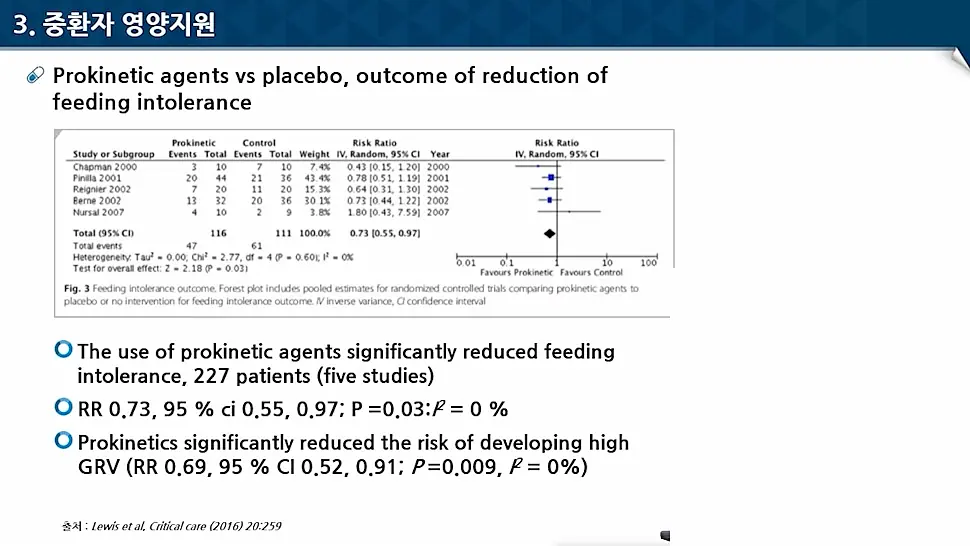 3. 중환자 영양지원
Prokinetic agents vs placebo, outcome of reduction of
feeding intolerance
Prokinetic Control Risk Ratio Risk Ratio
Study or Subgroup Events Total Events Total Weight IV, Random, 95% CI Year IV, Random, 95% CI
Chapman 2000 3 10 7 10 7.4% 0.43 [0.15, 1.20] 2000
Pinilla 2001 20 44 21 36 43.4% 0.78 [0.51, 1.19] 2001
Reignier 2002 7 20 11 20 15.3% 0.64 [0.31, 1.30] 2002
Berne 2002 13 32 20 36 30.1% 0.73 [0.44, 1.22] 2002
Nursal 2007 4 10 2 9 3.8% 1.80 [0.43, 7.59] 2007
Total (95% CI) 116 111 100.0% 0.73 [0.55, 0.97]
Total events 47 61
Heterogeneity: Tau² = 0.00; Chi² = 2.77, df = 4 (P = 0.60); I² = 0%
Test for overall effect: Z = 2.18 (P = 0.03)
0.01 0.1 1 10 100
Favours Prokinetic Favours Control
Fig. 3 Feeding intolerance outcome. Forest plot includes pooled estimates for randomized controlled trials comparing prokinetic agents to
placebo or no intervention for feeding intolerance outcome. IV inverse variance, CI confidence interval
The use of prokinetic agents significantly reduced feeding
intolerance, 227 patients (five studies)
RR 0.73, 95 % ci 0.55, 0.97; P =0.03:I² = 0 %
Prokinetics significantly reduced the risk of developing high
GRV (RR 0.69, 95 % CI 0.52, 0.91; P=0.009, I² = 0%)
출처 : Lewis et al, Critical care (2016) 20:259